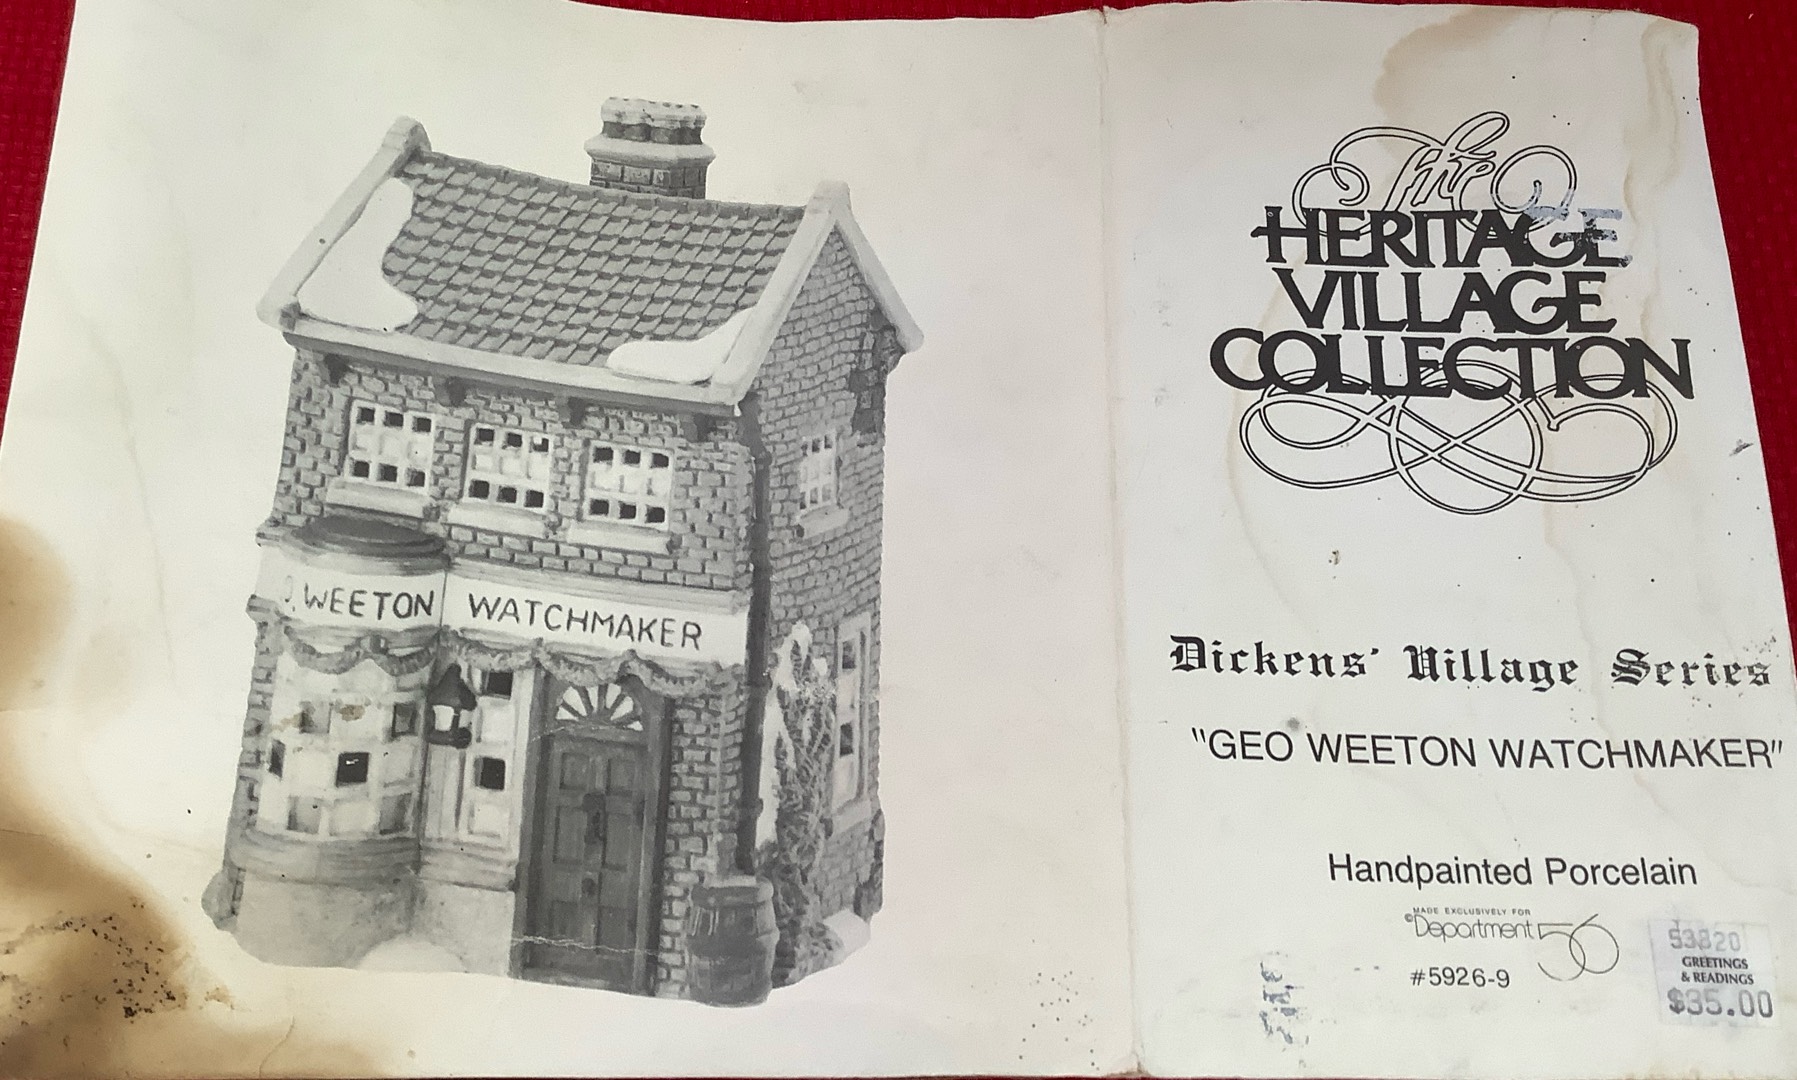 . WEETON WATCHMAKER
The
HERITAGE
VILLAGE
COLLECTION
Dickens' Village Series
"GEO WEETON WATCHMAKER"
Handpainted Porcelain
MADE EXCLUSIVELY FOR
©Department 56
#5926-9
53820
GREETINGS
& READINGS
$35.00